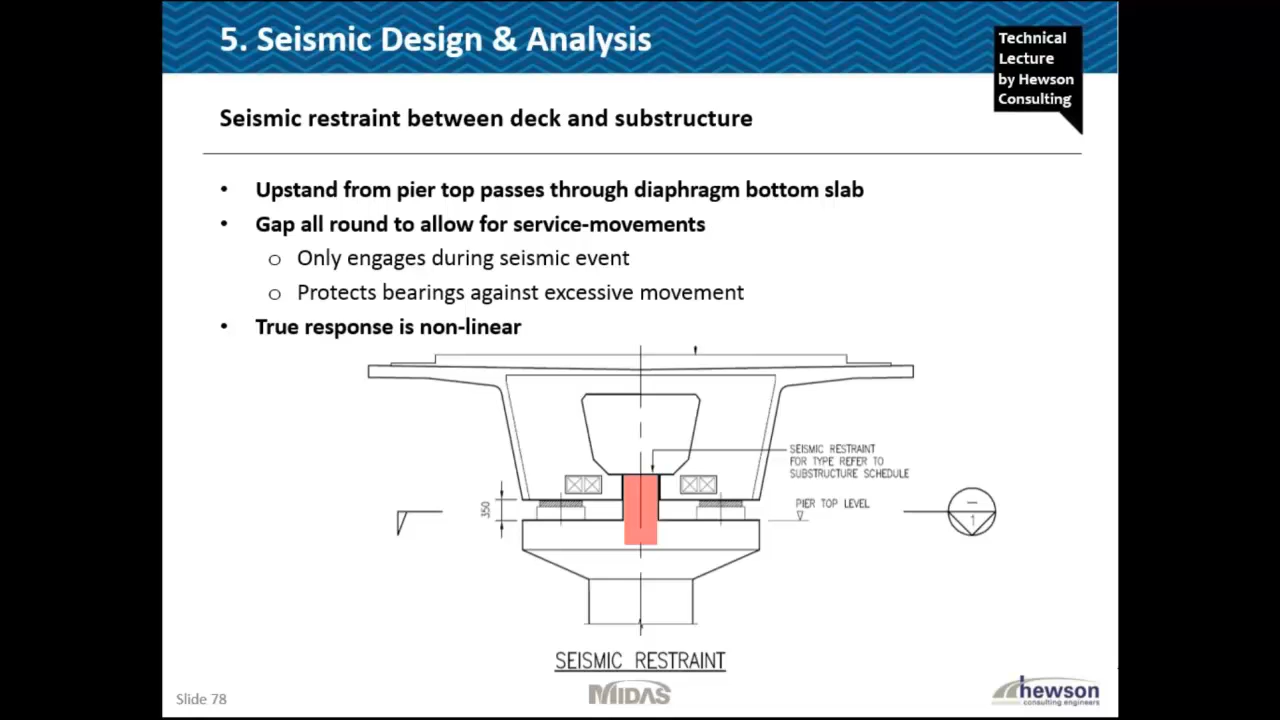 5. Seismic Design & Analysis
Technical
Lecture
by Hewson
Consulting
Seismic restraint between deck and substructure
• Upstand from pier top passes through diaphragm bottom slab
• Gap all round to allow for service-movements
o Only engages during seismic event
o Protects bearings against excessive movement
• True response is non-linear
SEISMIC RESTRAINT
FOR TYPE REFER TO
SUBSTRUCTURE SCHEDULE
350
PIER TOP LEVEL
1
SEISMIC RESTRAINT
Slide 78
MIDAS
hewson
consulting engineers